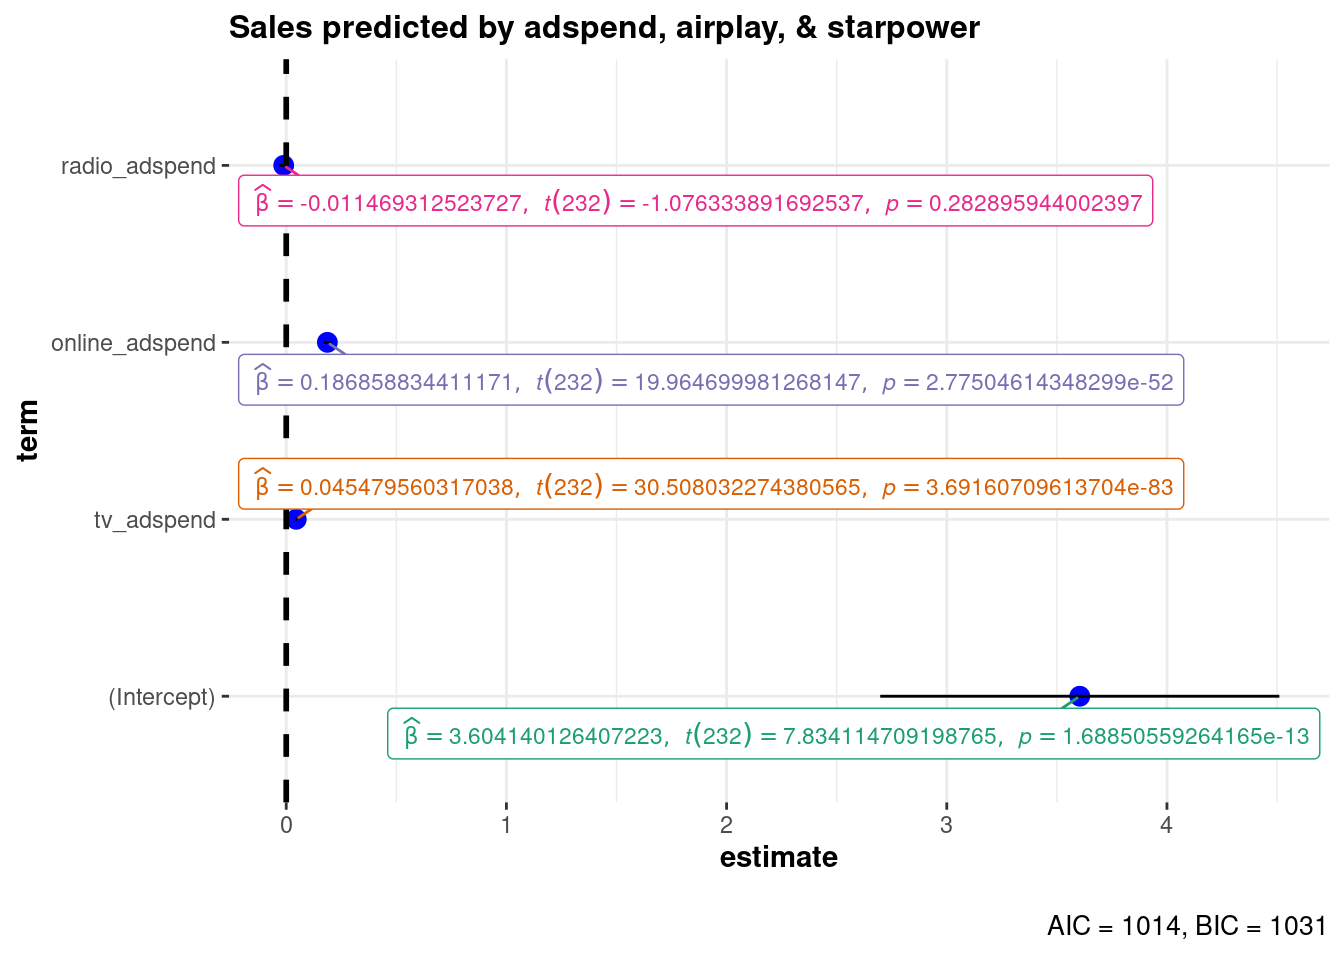 Sales predicted by adspend, airplay, & starpower
radio_adspend
β̂ = -0.011469312523727, t(232) = -1.076333891692537, p = 0.282895944002397
online_adspend
β̂ = 0.186858834411171, t(232) = 19.964699981268147, p = 2.77504614348299e-52
term
β̂ = 0.045479560317038, t(232) = 30.508032274380565, p = 3.69160709613704e-83
tv_adspend
(Intercept)
β̂ = 3.604140126407223, t(232) = 7.834114709198765, p = 1.68850559264165e-13
0 1 2 3 4
estimate
AIC = 1014, BIC = 1031